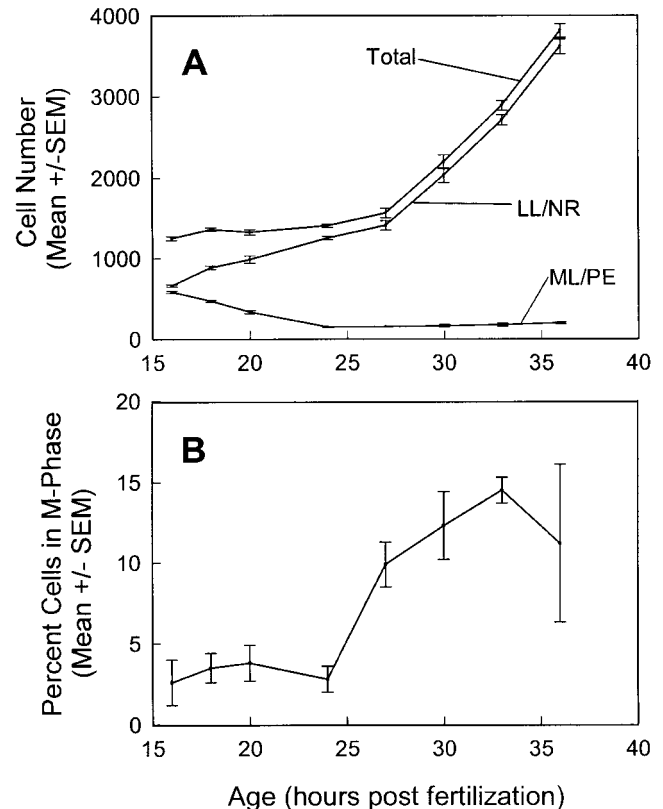 4000
3000
2000
1000
0
Cell Number
(Mean +/-SEM)
A
Total
LL/NR
ML/PE
15 20 25 30 35 40
20
15
10
5
0
Percent Cells in M-Phase
(Mean +/- SEM)
B
15 20 25 30 35 40
Age (hours post fertilization)